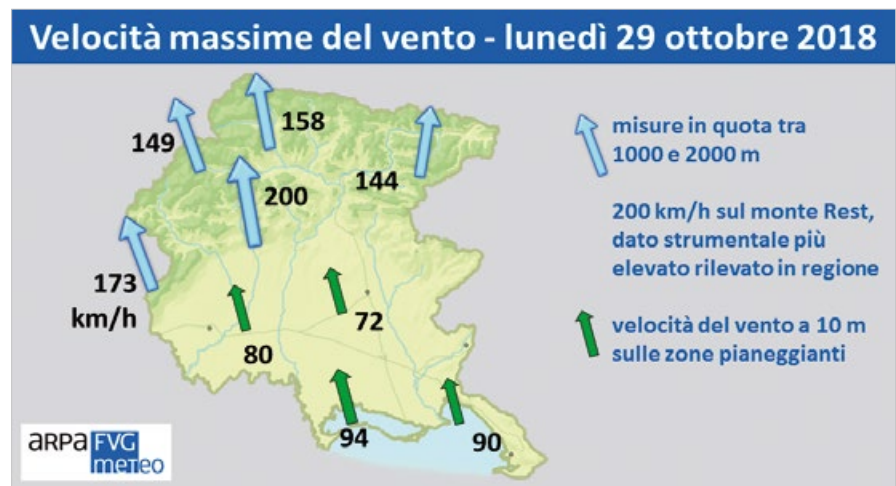 Velocità massime del vento - lunedì 29 ottobre 2018
149
158
144
200
173
km/h
72
80
94
90
misure in quota tra
1000 e 2000 m
200 km/h sul monte Rest,
dato strumentale più
elevato rilevato in regione
velocità del vento a 10 m
sulle zone pianeggianti
arpa FVG
meteo